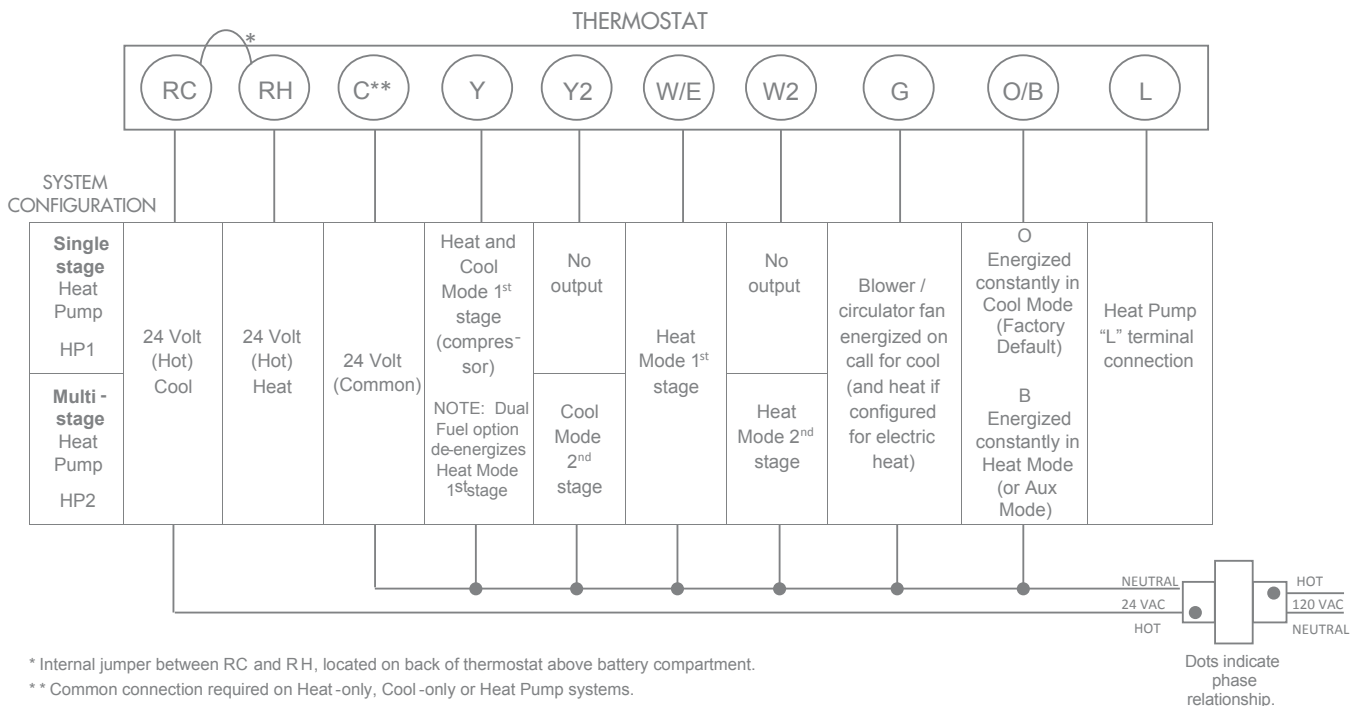 THERMOSTAT
*
RC
RH
C**
Y
Y2
W/E
W2
G
O/B
L
SYSTEM
CONFIGURATION
Single
stage
Heat
Pump
HP1
Multi -
stage
Heat
Pump
HP2
24 Volt
(Hot)
Cool
24 Volt
(Hot)
Heat
24 Volt
(Common)
Heat and
Cool
Mode 1st
stage
(compres-
sor)
NOTE: Dual
Fuel option
de-energizes
Heat Mode
1st stage
No
output
Cool
Mode
2nd
stage
Heat
Mode 1st
stage
No
output
Heat
Mode 2nd
stage
Blower /
circulator fan
energized on
call for cool
(and heat if
configured
for electric
heat)
O
Energized
constantly in
Cool Mode
(Factory
Default)
B
Energized
constantly in
Heat Mode
(or Aux
Mode)
Heat Pump
“L” terminal
connection
NEUTRAL
24 VAC
HOT
HOT
120 VAC
NEUTRAL
Dots indicate
phase
relationship.
* Internal jumper between RC and RH, located on back of thermostat above battery compartment.
** Common connection required on Heat-only, Cool-only or Heat Pump systems.